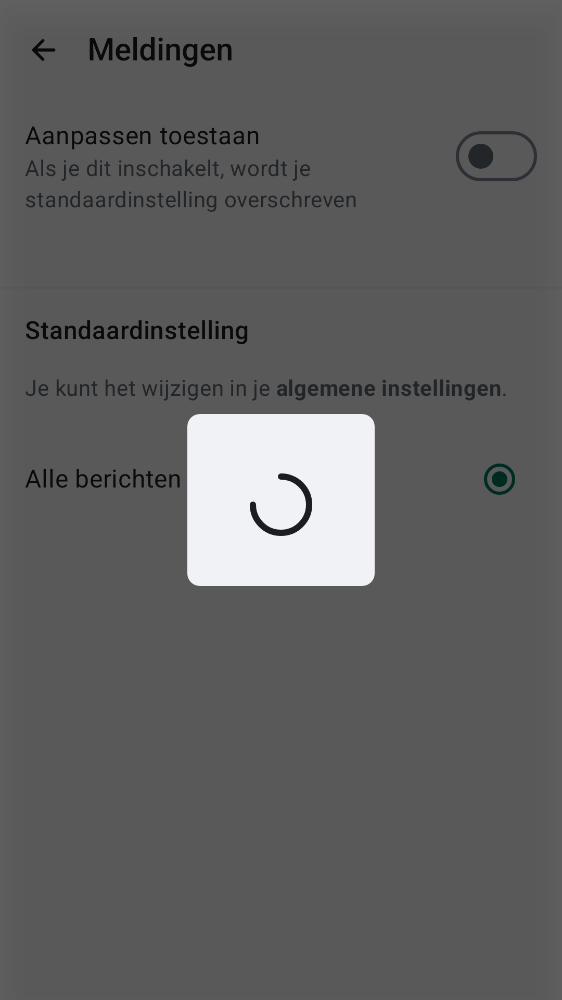 Meldingen
Aanpassen toestaan
Als je dit inschakelt, wordt je
standaardinstelling overschreven
Standaardinstelling
Je kunt het wijzigen in je algemene instellingen.
Alle berichten